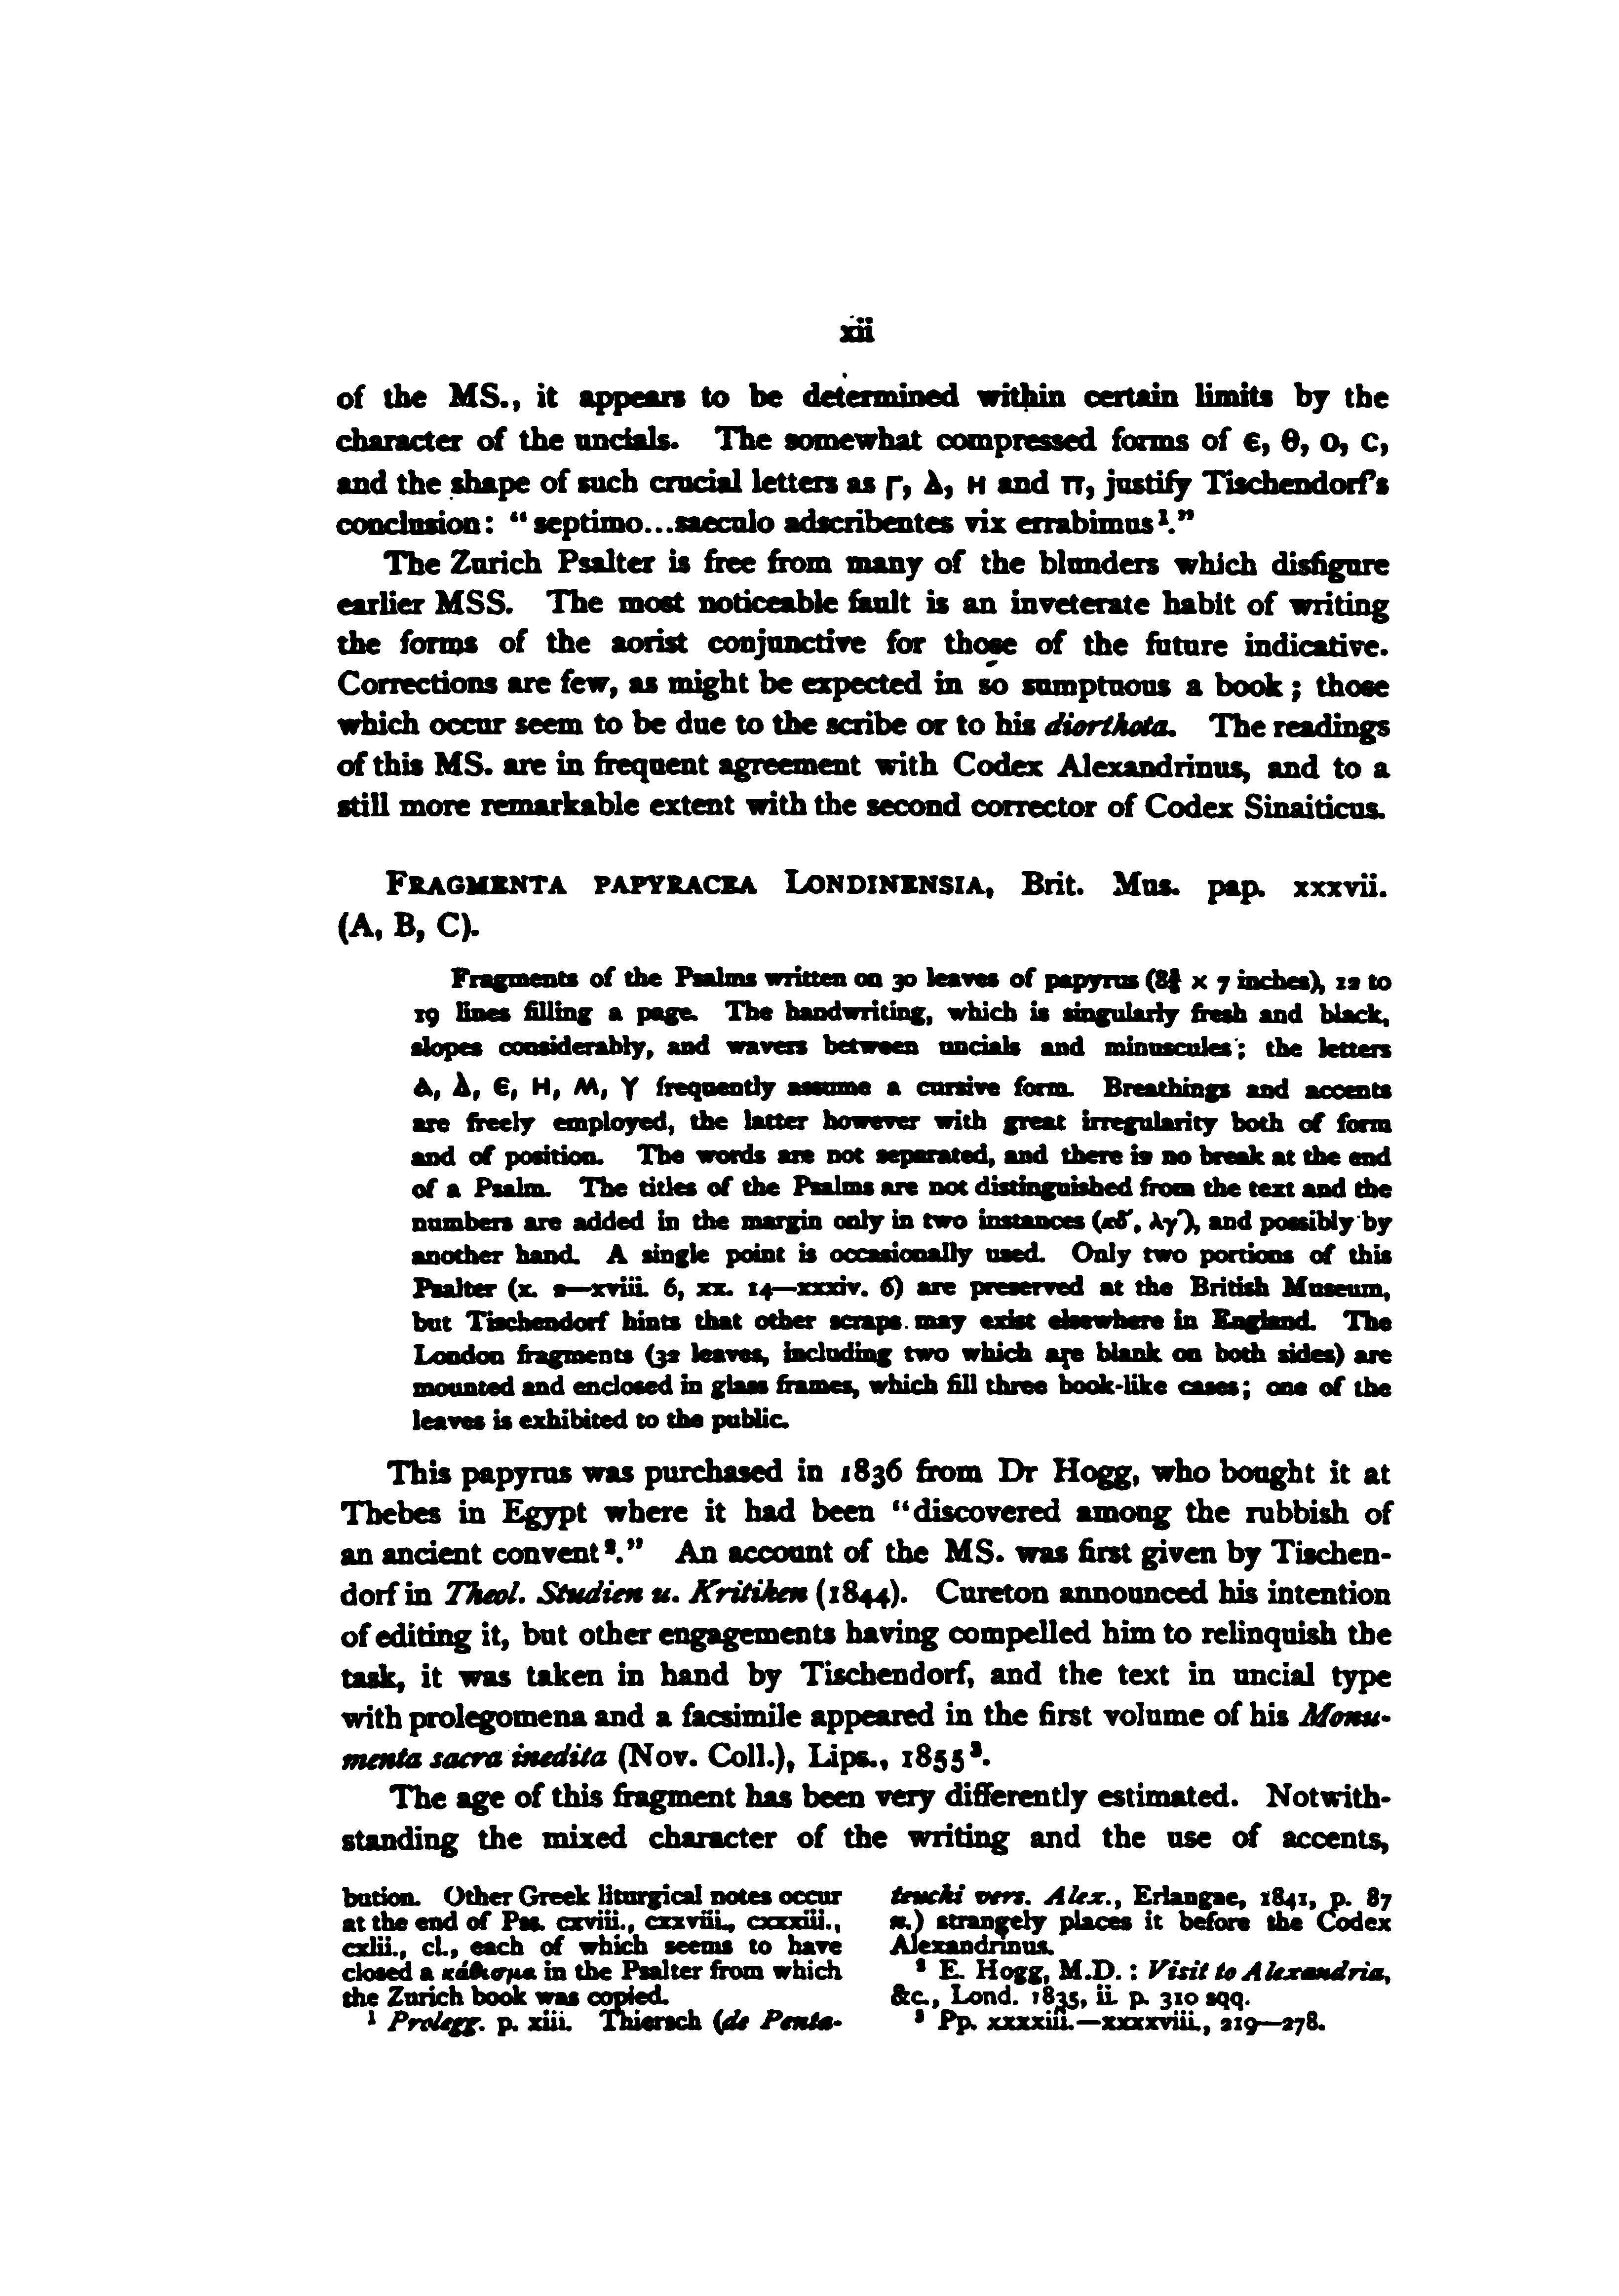 xii
of the MS., it appears to be determined within certain limits by the
character of the uncials. The somewhat compressed forms of ϵ, θ, ο, ϲ,
and the shape of such crucial letters as Γ, Δ, Η and Π, justify Tischendorf's
conclusion: "septimo...saeculo adscribentes vix errabimus¹."
The Zurich Psalter is free from many of the blunders which disfigure
earlier MSS. The most noticeable fault is an inveterate habit of writing
the forms of the aorist conjunctive for those of the future indicative.
Corrections are few, as might be expected in so sumptuous a book; those
which occur seem to be due to the scribe or to his diorthota. The readings
of this MS. are in frequent agreement with Codex Alexandrinus, and to a
still more remarkable extent with the second corrector of Codex Sinaiticus.
FRAGMENTA PAPYRACEA LONDINENSIA, Brit. Mus. pap. xxxvii.
(A, B, C).
Fragments of the Psalms written on 30 leaves of papyrus (8 × 7 inches), 12 to
19 lines filling a page. The handwriting, which is singularly fresh and black,
slopes considerably, and wavers between uncials and minuscules; the letters
Α, Δ, Ε, Η, Μ, Υ frequently assume a cursive form. Breathings and accents
are freely employed, the latter however with great irregularity both of form
and of position. The words are not separated, and there is no break at the end
of a Psalm. The titles of the Psalms are not distinguished from the text and the
numbers are added in the margin only in two instances (κδ´, λγ´), and possibly by
another hand. A single point is occasionally used. Only two portions of this
Psalter (x. 2—xviii. 6, xx. 14—xxxiv. 6) are preserved at the British Museum,
but Tischendorf hints that other scraps may exist elsewhere in England. The
London fragments (32 leaves, including two which are blank on both sides) are
mounted and enclosed in glass frames, which fill three book-like cases; one of the
leaves is exhibited to the public.
This papyrus was purchased in 1836 from Dr Hogg, who bought it at
Thebes in Egypt where it had been "discovered among the rubbish of
an ancient convent²." An account of the MS. was first given by Tischen-
dorf in Theol. Studien u. Kritiken (1844). Cureton announced his intention
of editing it, but other engagements having compelled him to relinquish the
task, it was taken in hand by Tischendorf, and the text in uncial type
with prolegomena and a facsimile appeared in the first volume of his Monu-
menta sacra inedita (Nov. Coll.), Lips., 1855³.
The age of this fragment has been very differently estimated. Notwith-
standing the mixed character of the writing and the use of accents,
bution. Other Greek liturgical notes occur
at the end of Pss. cxviii., cxxviii., cxxxiii.,
cxlii., cl., each of which seems to have
closed a κάθισμα in the Psalter from which
the Zurich book was copied.
¹ Prolegg. p. xiii. Thiersch (de Penta-
teuchi vers. Alex., Erlangae, 1841, p. 87
n.) strangely places it before the Codex
Alexandrinus.
² E. Hogg, M.D.: Visit to Alexandria,
&c., Lond. 1835, ii. p. 310 sqq.
³ Pp. xxxxiii.—xxxxviii., 219—278.